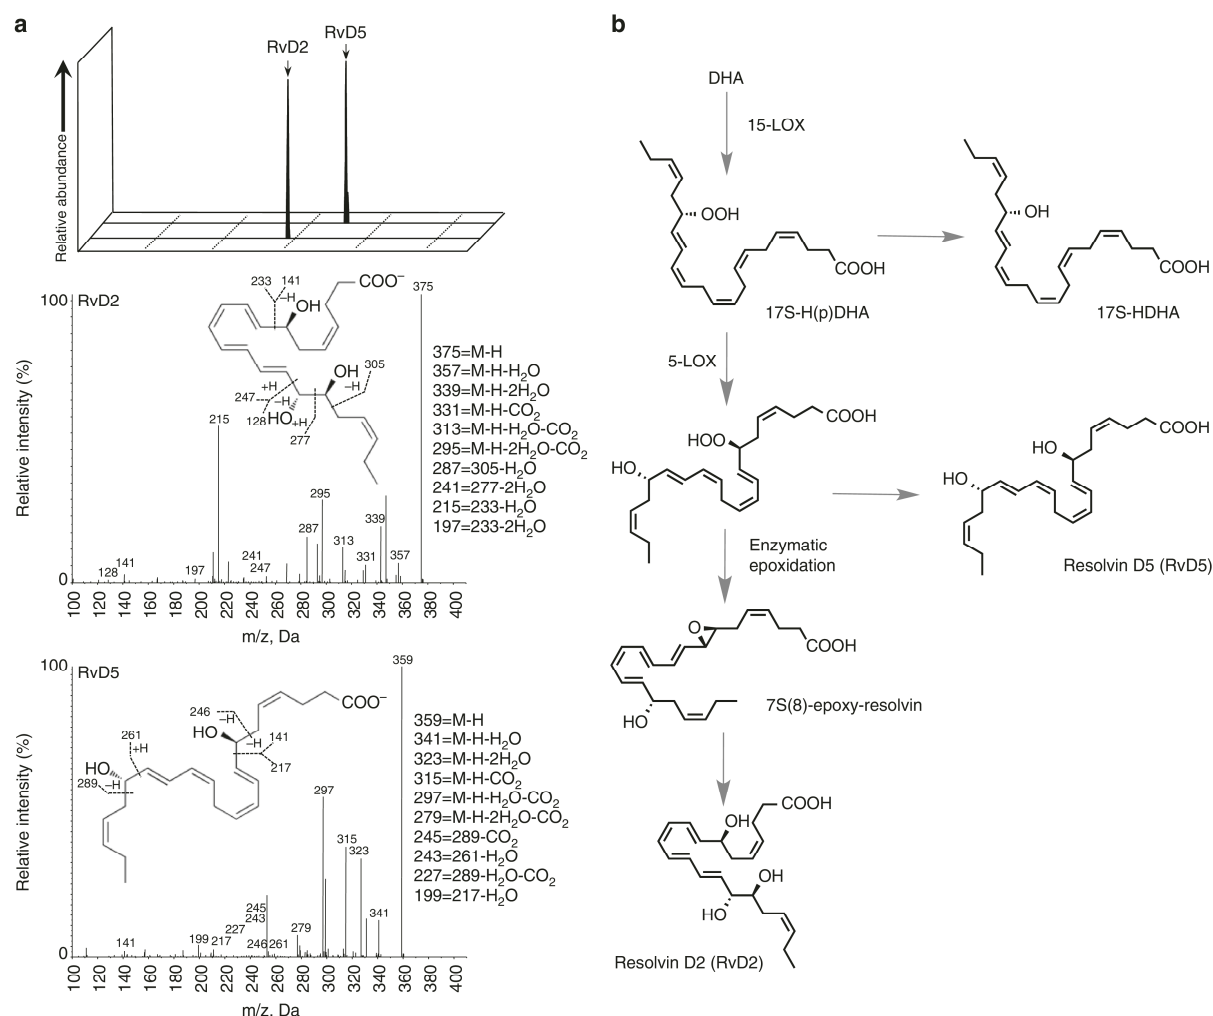 a
RvD2
RvD5
Relative abundance
RvD2
100
0
Relative intensity (%)
233
141
–H
OH
COO⁻
375
OH
305
–H
+H
247
–H
128
HO
+H
277
215
295
287
339
313
331
357
241
247
197
141
128
375=M-H
357=M-H-H₂O
339=M-H-2H₂O
331=M-H-CO₂
313=M-H-H₂O-CO₂
295=M-H-2H₂O-CO₂
287=305-H₂O
241=277-2H₂O
215=233-H₂O
197=233-2H₂O
100 120 140 160 180 200 220 240 260 280 300 320 340 360 380 400
m/z, Da
RvD5
100
0
Relative intensity (%)
359
246
–H
COO⁻
HO
–H
141
217
261
+H
HO
289
–H
297
315
323
341
279
245
243
227
246
261
199
217
141
359=M-H
341=M-H-H₂O
323=M-H-2H₂O
315=M-H-CO₂
297=M-H-H₂O-CO₂
279=M-H-2H₂O-CO₂
245=289-CO₂
243=261-H₂O
227=289-H₂O-CO₂
199=217-H₂O
100 120 140 160 180 200 220 240 260 280 300 320 340 360 380 400
m/z, Da
b
DHA
15-LOX
OOH
COOH
17S-H(p)DHA
OH
COOH
17S-HDHA
5-LOX
COOH
HOO
HO
COOH
HO
HO
Resolvin D5 (RvD5)
Enzymatic
epoxidation
O
COOH
HO
7S(8)-epoxy-resolvin
COOH
OH
OH
HO
Resolvin D2 (RvD2)